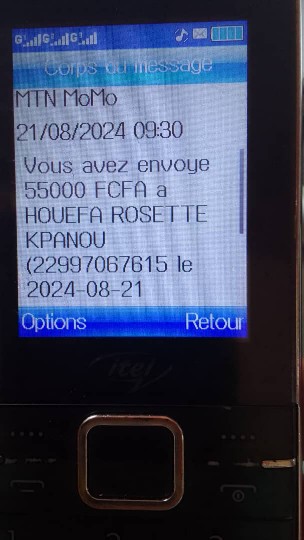 Corps du message
MTN MoMo
21/08/2024 09:30
Vous avez envoye
55000 FCFA a
HOUEFA ROSETTE
KPANOU
(22997067615 le
2024-08-21
Options Retour
itel